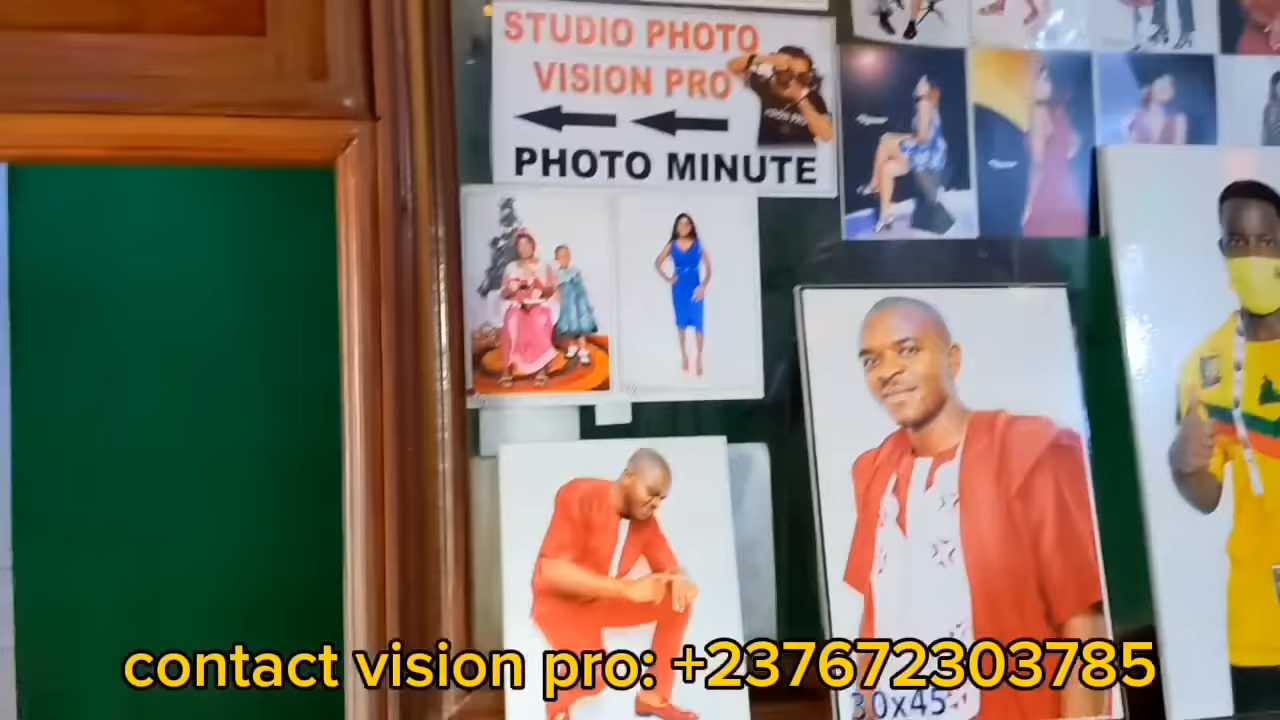 STUDIO PHOTO
VISION PRO
PHOTO MINUTE
30x45
contact vision pro: +237672303785